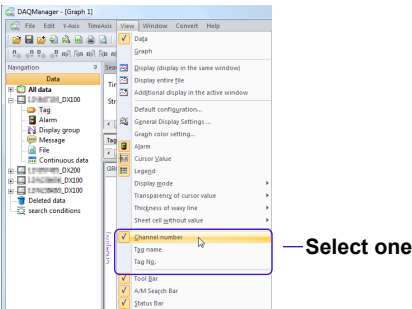 DAQManager - [Graph 1]
File Edit Y-Axis TimeAxis View Window Convert Help
Navigation
Data
All data
_DX100
Tag
Alarm
Display group
Message
File
Continuous data
_DX200
_DX100
_DX100
Deleted data
search conditions
Data
Graph
Display (display in the same window)
Display entire file
Additional display in the active window
Default configuration...
General Display Settings ...
Graph color setting...
Alarm
Cursor Value
Legend
Display mode
Transparency of cursor value
Thickness of wavy line
Sheet cell without value
Channel number
Tag name
Tag No.
Tool Bar
A/M Search Bar
Status Bar
Select one